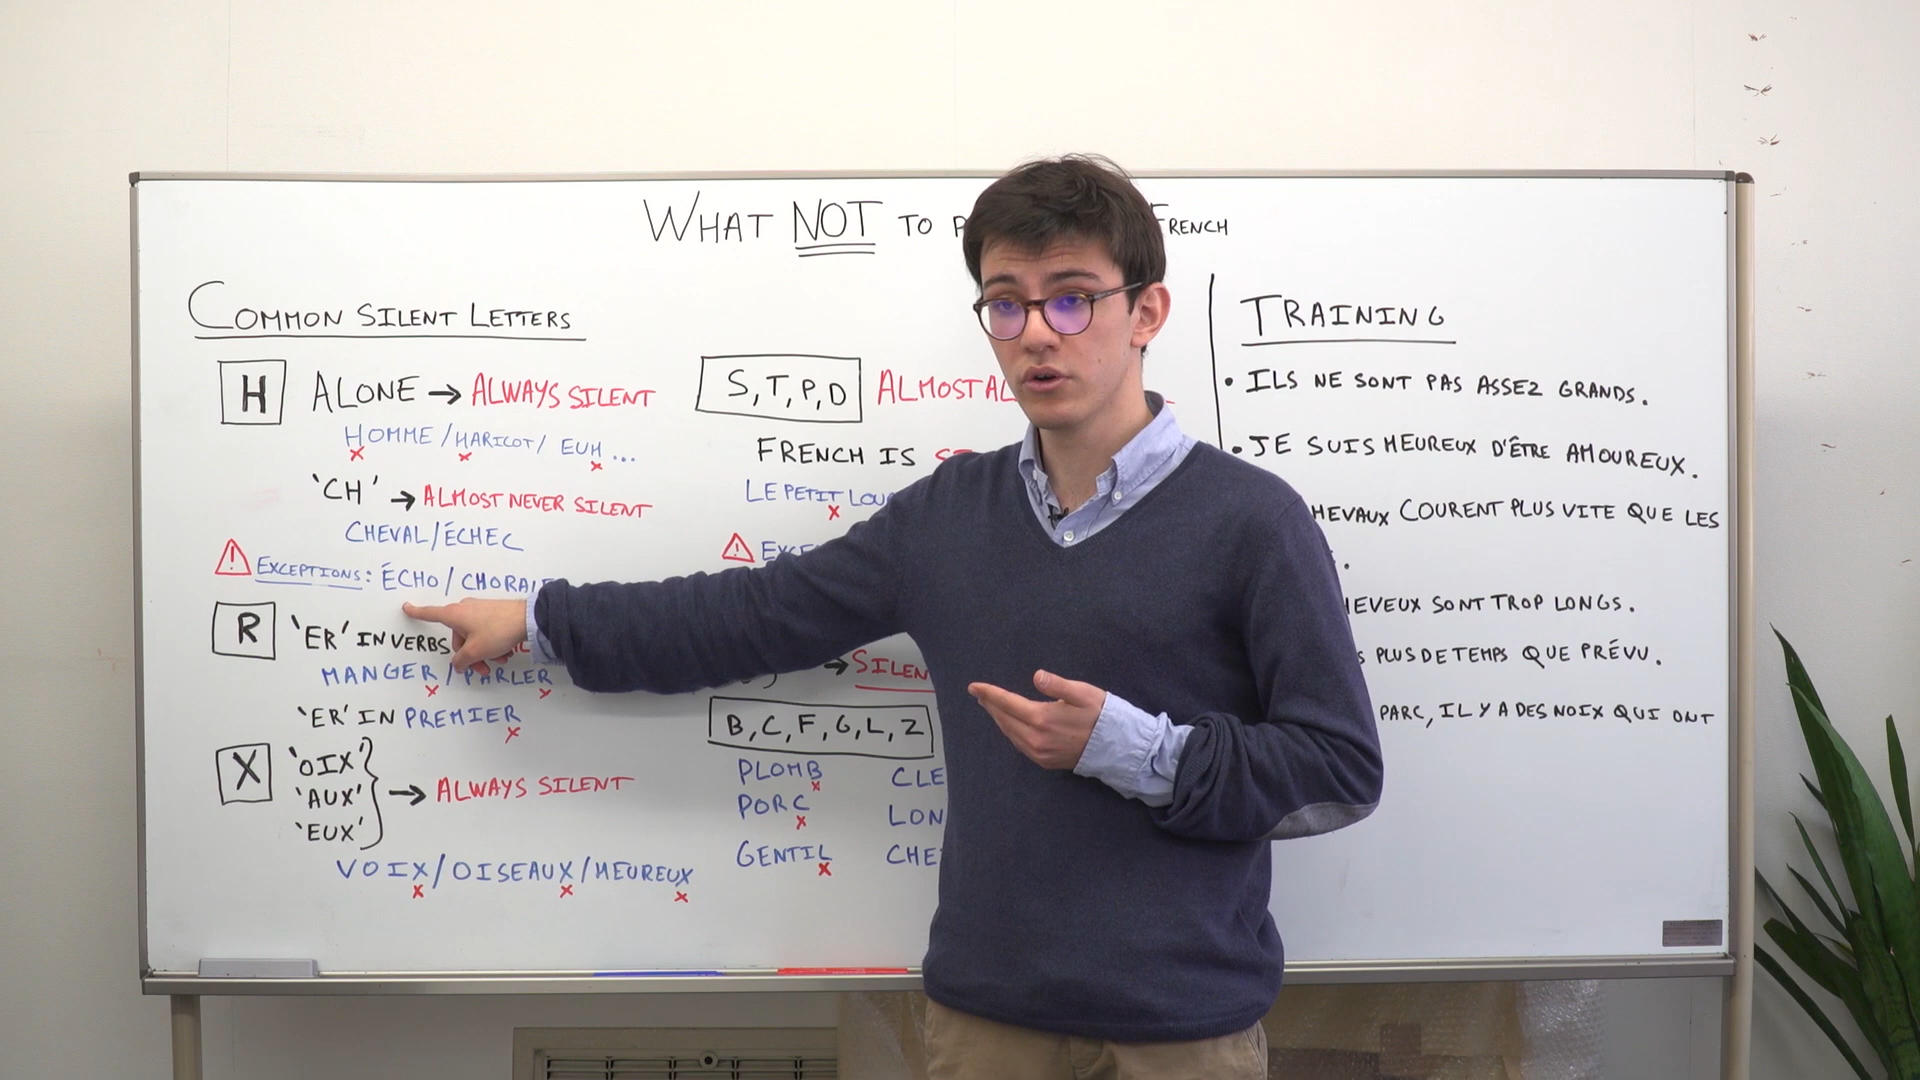 WHAT NOT TO FRENCH
COMMON SILENT LETTERS
H ALONE → ALWAYS SILENT
HOMME / HARICOT / EUH ...
'CH' → ALMOST NEVER SILENT
CHEVAL/ÉCHEC
EXCEPTIONS: ÉCHO / CHORALE
R 'ER' IN VERBS
MANGER / PARLER
'ER' IN PREMIER
X 'OIX'
'AUX' → ALWAYS SILENT
'EUX'
VOIX / OISEAUX / HEUREUX
S, T, P, D ALMOST
FRENCH IS
LE PETIT
→ SILEN
B, C, F, G, L, Z
PLOMB CLE
PORC LON
GENTIL CHE
TRAINING
• ILS NE SONT PAS ASSEZ GRANDS.
• JE SUIS HEUREUX D'ÊTRE AMOUREUX.
HEVAUX COURENT PLUS VITE QUE LES
.
HEVEUX SONT TROP LONGS.
S PLUS DE TEMPS QUE PRÉVU.
PARC, IL Y A DES NOIX QUI ONT